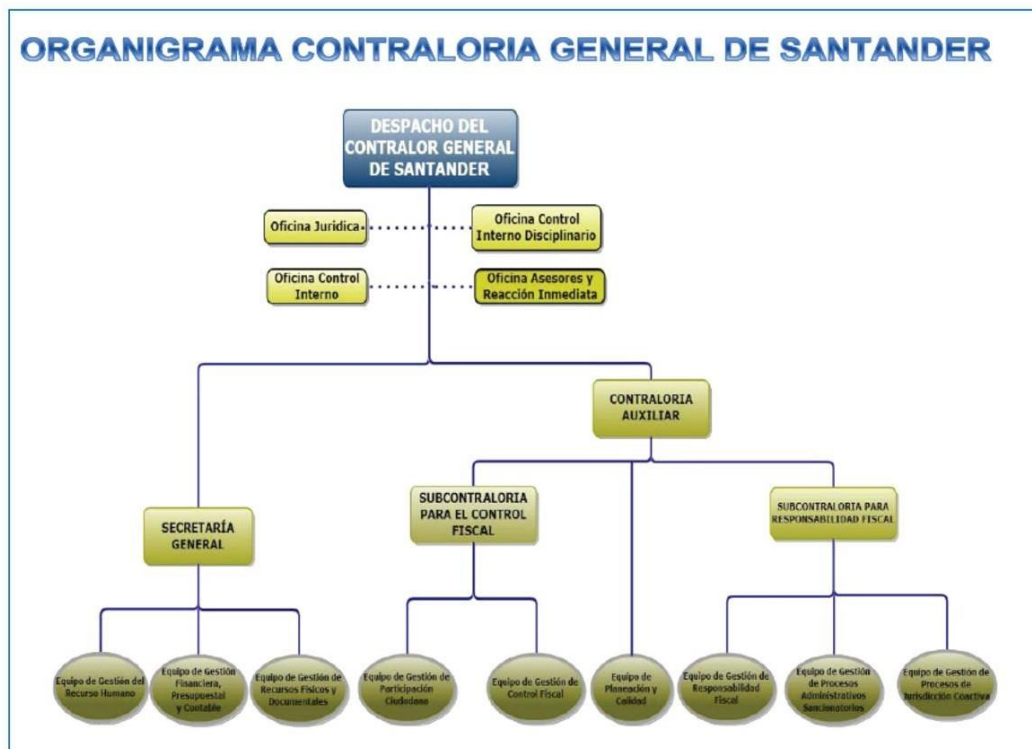 ORGANIGRAMA CONTRALORIA GENERAL DE SANTANDER
DESPACHO DEL
CONTRALOR GENERAL
DE SANTANDER
Oficina Juridica
Oficina Control
Interno Disciplinario
Oficina Control
Interno
Oficina Asesores y
Reacción Inmediata
CONTRALORIA
AUXILIAR
SECRETARÍA
GENERAL
SUBCONTRALORIA
PARA EL CONTROL
FISCAL
SUBCONTRALORIA PARA
RESPONSABILIDAD FISCAL
Equipo de Gestión del
Recurso Humano
Equipo de Gestión
Financiera,
Presupuestal
y Contable
Equipo de Gestión de
Recursos Físicos y
Documentales
Equipo de Gestión de
Participación
Ciudadana
Equipo de Gestión de
Control Fiscal
Equipo de
Planeación y
Calidad
Equipo de Gestión de
Responsabilidad
Fiscal
Equipo de Gestión
de Procesos
Administrativos
Sancionatorios
Equipo de Gestión
de Procesos de
Jurisdicción Coactiva